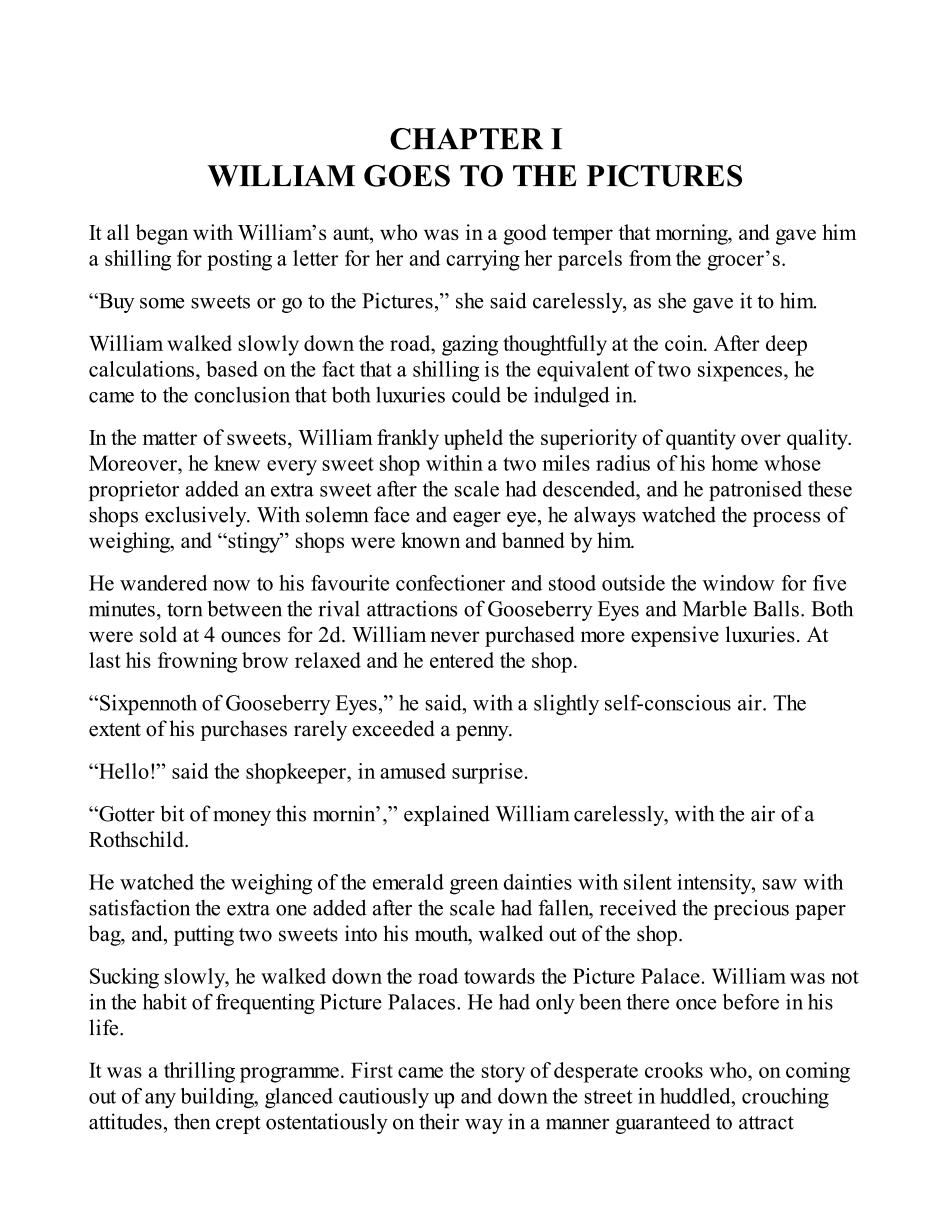 CHAPTER I
WILLIAM GOES TO THE PICTURES
It all began with William’s aunt, who was in a good temper that morning, and gave him
a shilling for posting a letter for her and carrying her parcels from the grocer’s.
“Buy some sweets or go to the Pictures,” she said carelessly, as she gave it to him.
William walked slowly down the road, gazing thoughtfully at the coin. After deep
calculations, based on the fact that a shilling is the equivalent of two sixpences, he
came to the conclusion that both luxuries could be indulged in.
In the matter of sweets, William frankly upheld the superiority of quantity over quality.
Moreover, he knew every sweet shop within a two miles radius of his home whose
proprietor added an extra sweet after the scale had descended, and he patronised these
shops exclusively. With solemn face and eager eye, he always watched the process of
weighing, and “stingy” shops were known and banned by him.
He wandered now to his favourite confectioner and stood outside the window for five
minutes, torn between the rival attractions of Gooseberry Eyes and Marble Balls. Both
were sold at 4 ounces for 2d. William never purchased more expensive luxuries. At
last his frowning brow relaxed and he entered the shop.
“Sixpennoth of Gooseberry Eyes,” he said, with a slightly self-conscious air. The
extent of his purchases rarely exceeded a penny.
“Hello!” said the shopkeeper, in amused surprise.
“Gotter bit of money this mornin’,” explained William carelessly, with the air of a
Rothschild.
He watched the weighing of the emerald green dainties with silent intensity, saw with
satisfaction the extra one added after the scale had fallen, received the precious paper
bag, and, putting two sweets into his mouth, walked out of the shop.
Sucking slowly, he walked down the road towards the Picture Palace. William was not
in the habit of frequenting Picture Palaces. He had only been there once before in his
life.
It was a thrilling programme. First came the story of desperate crooks who, on coming
out of any building, glanced cautiously up and down the street in huddled, crouching
attitudes, then crept ostentatiously on their way in a manner guaranteed to attract